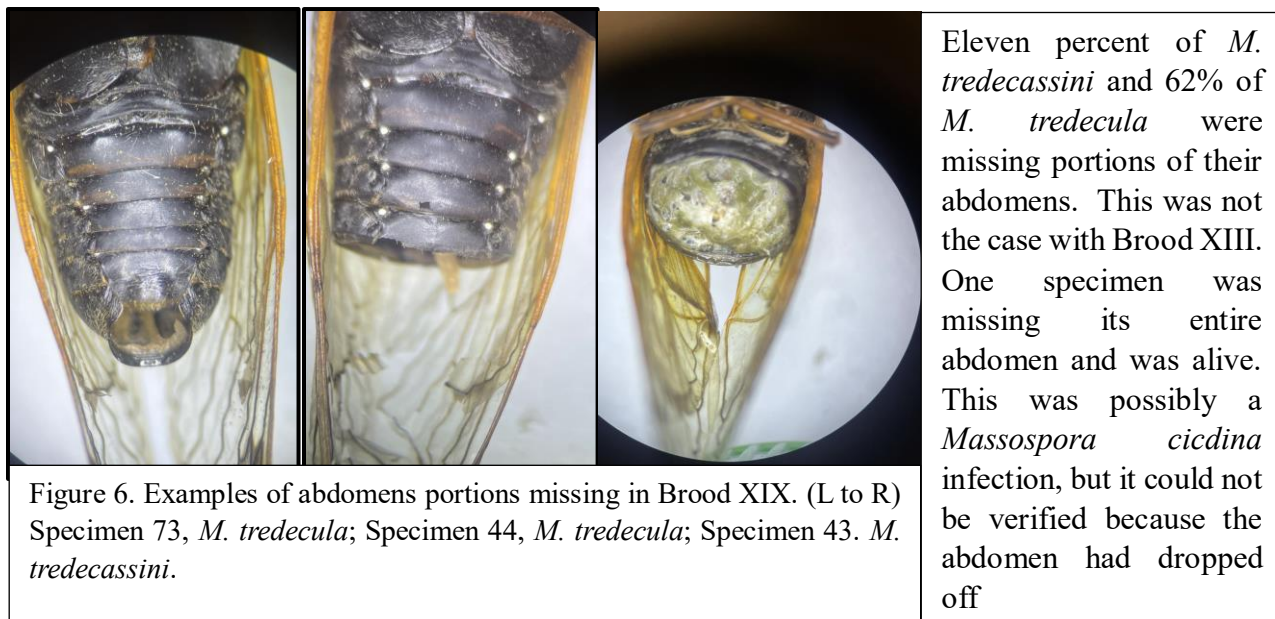 Eleven percent of M.
tredecassini and 62% of
M. tredecula were
missing portions of their
abdomens. This was not
the case with Brood XIII.
One specimen was
missing its entire
abdomen and was alive.
This was possibly a
Massospora cicdina
infection, but it could not
be verified because the
abdomen had dropped
off
Figure 6. Examples of abdomens portions missing in Brood XIX. (L to R)
Specimen 73, M. tredecula; Specimen 44, M. tredecula; Specimen 43. M.
tredecassini.